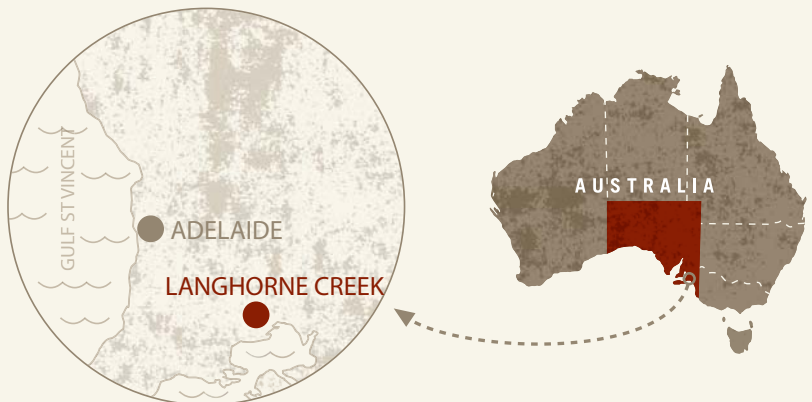 GULF ST VINCENT
ADELAIDE
LANGHORNE CREEK
AUSTRALIA